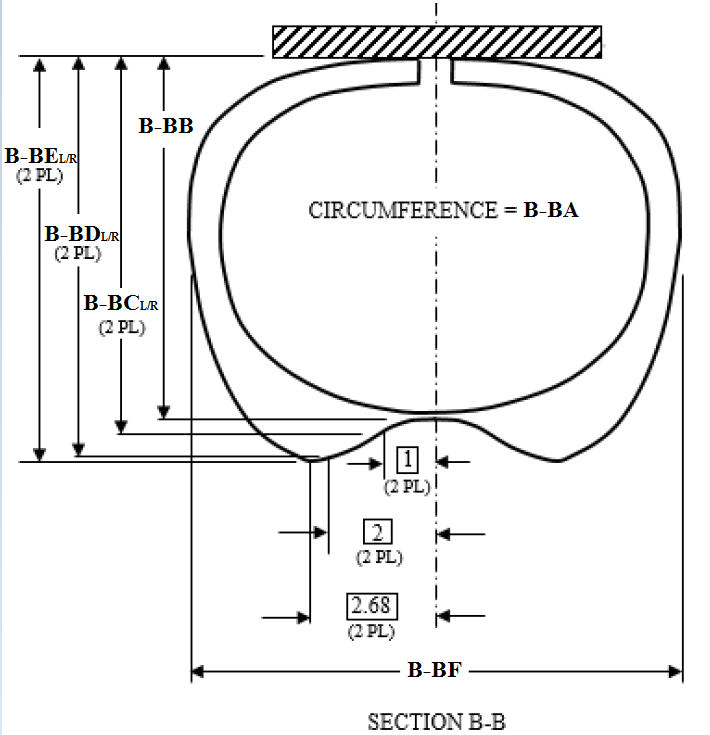 B-BB
B-BEL/R
(2 PL)
CIRCUMFERENCE = B-BA
B-BDL/R
(2 PL)
B-BCL/R
(2 PL)
1
(2 PL)
2
(2 PL)
2.68
(2 PL)
B-BF
SECTION B-B